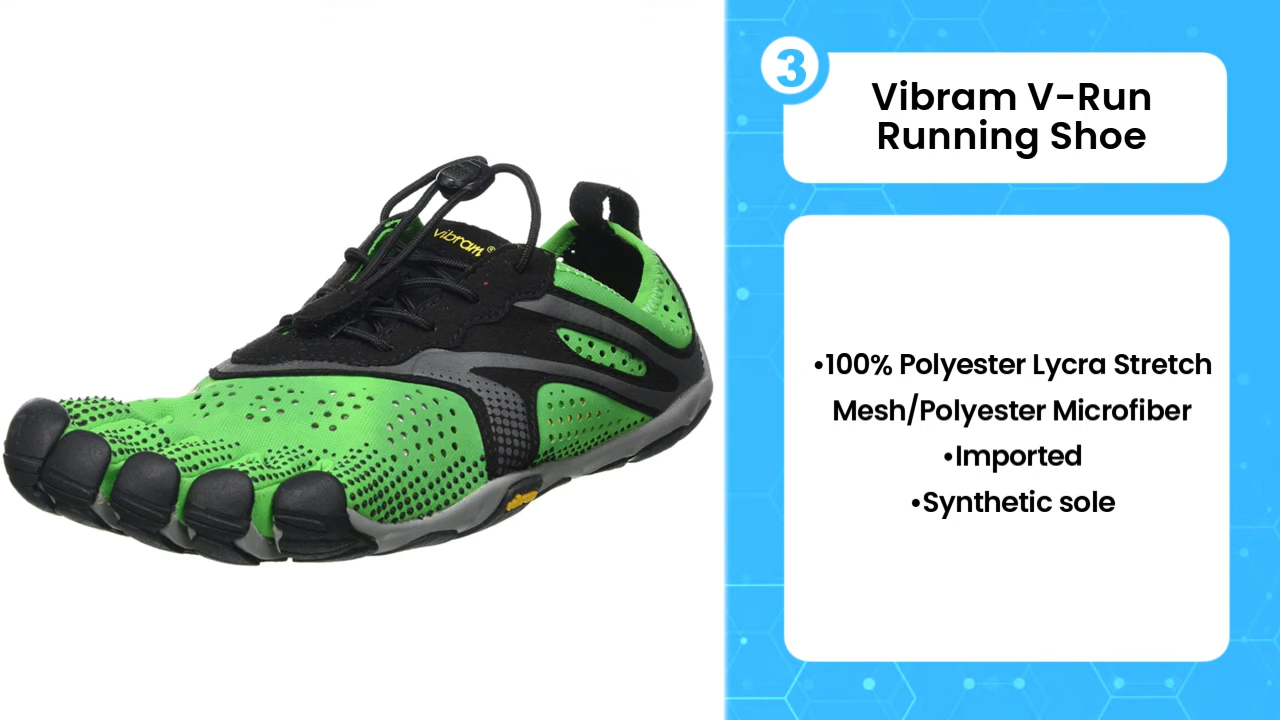 vibram®
3
Vibram V-Run
Running Shoe
•100% Polyester Lycra Stretch
Mesh/Polyester Microfiber
•Imported
•Synthetic sole